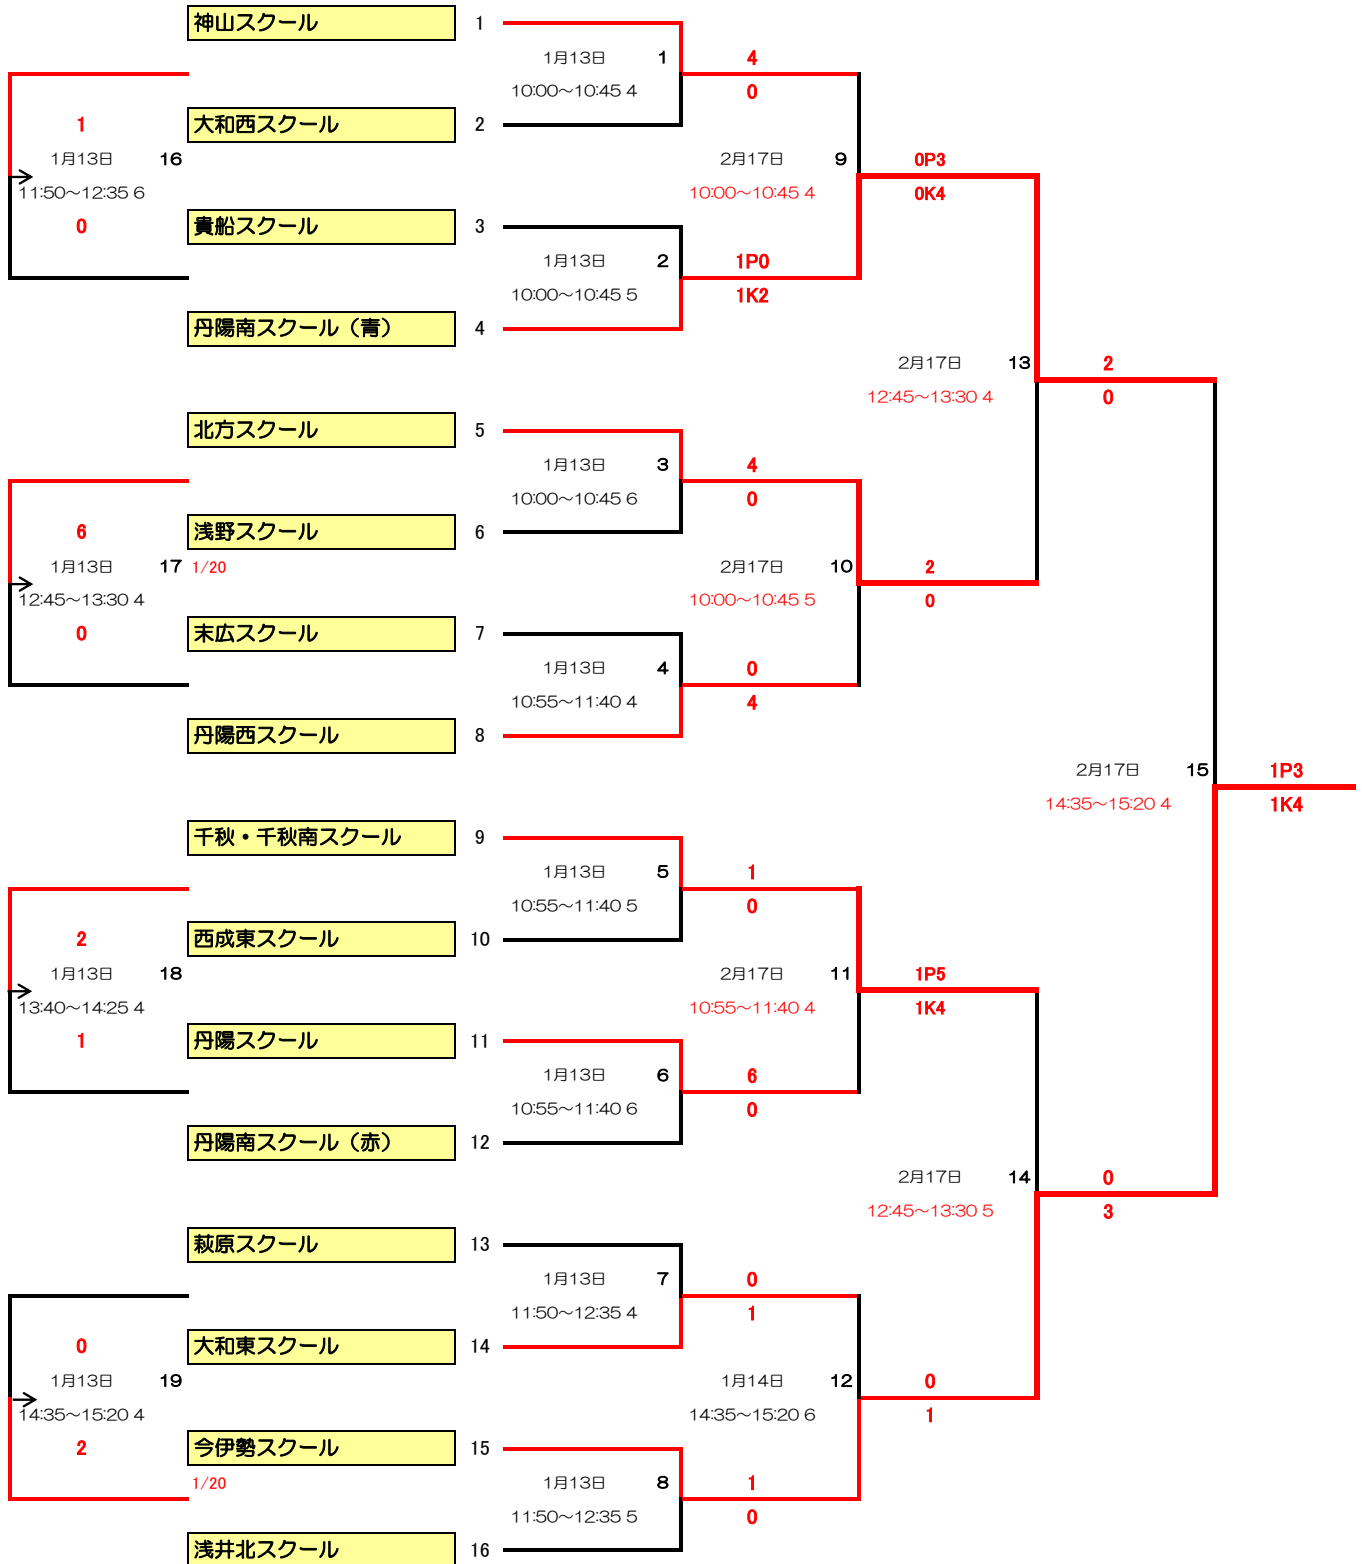 神山スクール 1
1月13日 1 4
10:00～10:45 4 0
1 大和西スクール 2
1月13日 16 2月17日 9 0P3
11:50～12:35 6 10:00～10:45 4 0K4
0 貴船スクール 3
1月13日 2 1P0
10:00～10:45 5 1K2
丹陽南スクール（青） 4
2月17日 13 2
12:45～13:30 4 0
北方スクール 5
1月13日 3 4
10:00～10:45 6 0
6 浅野スクール 6
1月13日 17 1/20 2月17日 10 2
12:45～13:30 4 10:00～10:45 5 0
0 末広スクール 7
1月13日 4 0
10:55～11:40 4 4
丹陽西スクール 8
2月17日 15 1P3
14:35～15:20 4 1K4
千秋・千秋南スクール 9
1月13日 5 1
10:55～11:40 5 0
2 西成東スクール 10
1月13日 18 2月17日 11 1P5
13:40～14:25 4 10:55～11:40 4 1K4
1 丹陽スクール 11
1月13日 6 6
10:55～11:40 6 0
丹陽南スクール（赤） 12
2月17日 14 0
12:45～13:30 5 3
萩原スクール 13
1月13日 7 0
11:50～12:35 4 1
0 大和東スクール 14
1月13日 19 1月14日 12 0
14:35～15:20 4 14:35～15:20 6 1
2 今伊勢スクール 15
1/20 1月13日 8 1
11:50～12:35 5 0
浅井北スクール 16